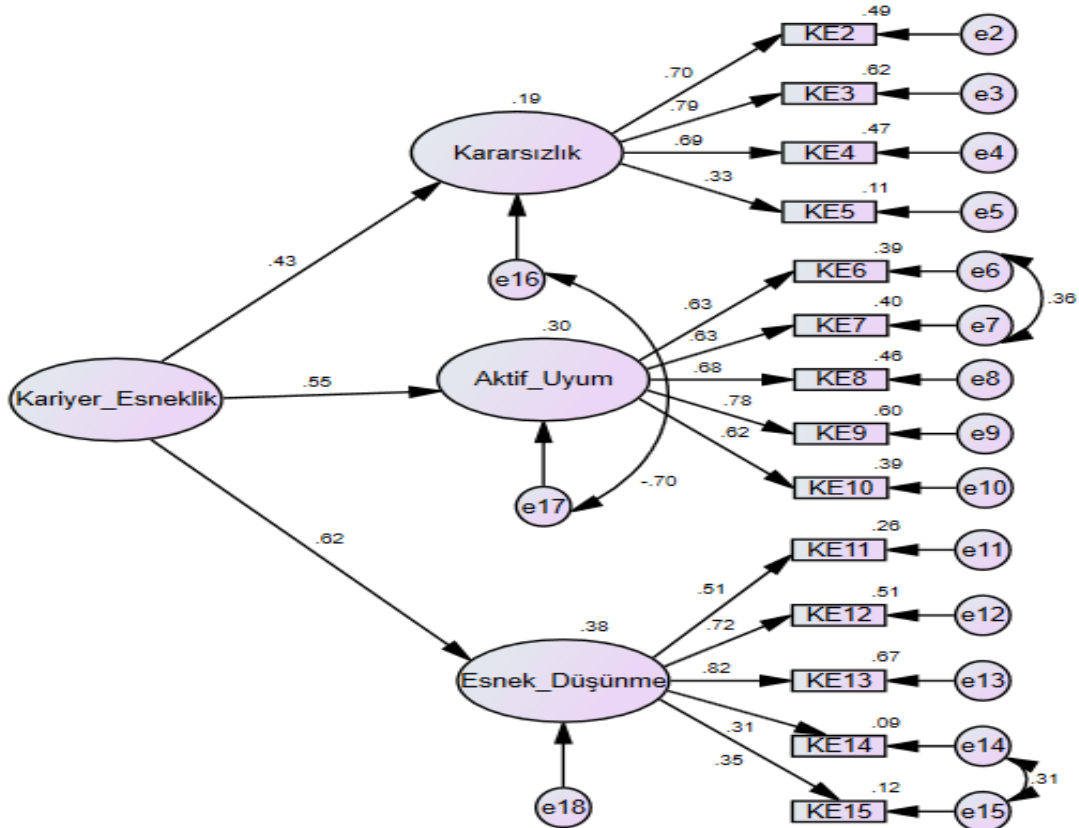 .49
KE2
e2
.70
.62
KE3
e3
.19
.79
Kararsızlık
.47
KE4
e4
.69
.33
.11
KE5
e5
.43
e16
.39
KE6
e6
.36
.63
.40
KE7
e7
.30
.63
Aktif_Uyum
.46
KE8
e8
.68
.55
Kariyer_Esneklik
.78
.60
KE9
e9
.62
.39
KE10
e10
-.70
e17
.26
KE11
e11
.62
.51
.51
KE12
e12
.72
.38
.67
Esnek_Düşünme
.82
KE13
e13
.31
.09
KE14
e14
.35
.31
.12
KE15
e15
e18